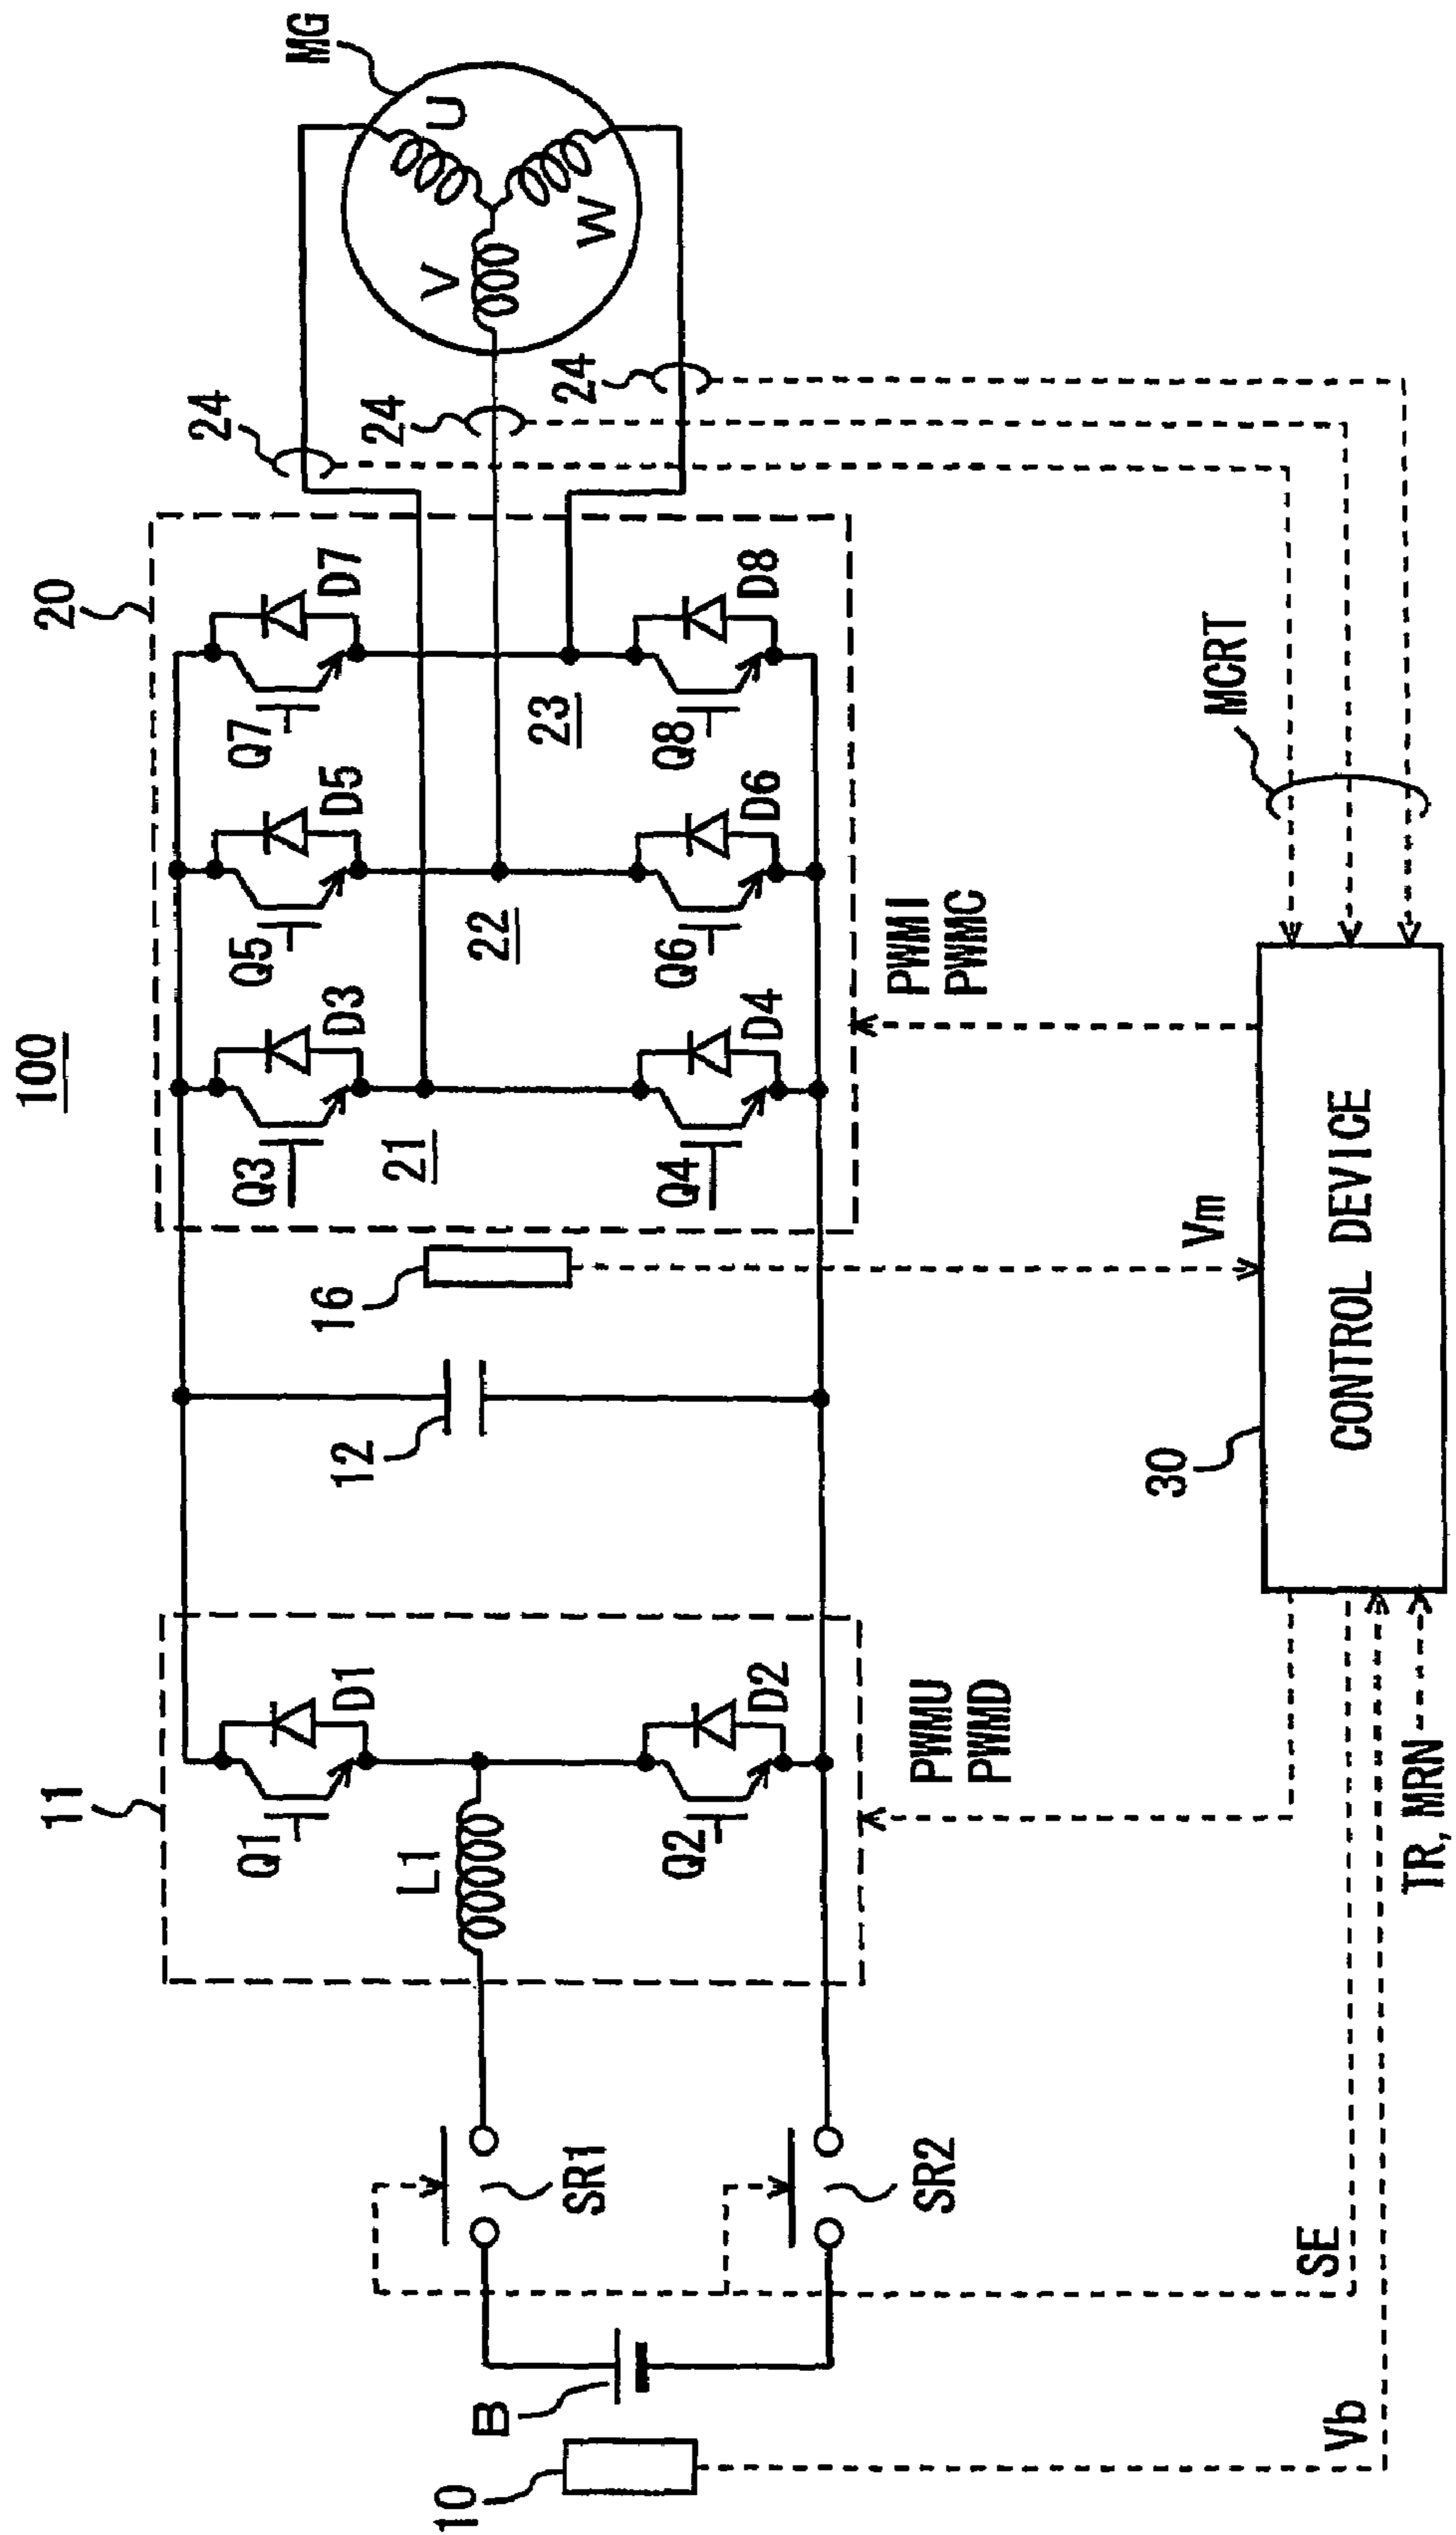 100
11
20
MG
Q1
D1
Q3
D3
Q5
D5
Q7
D7
24
24
24
U
V
W
L1
12
16
21
22
23
B
10
SR1
SR2
Q2
D2
Q4
D4
Q6
D6
Q8
D8
PWMU
PWMD
PWMI
PWMC
MCRT
Vm
30
CONTROL DEVICE
SE
Vb
TR, MRN